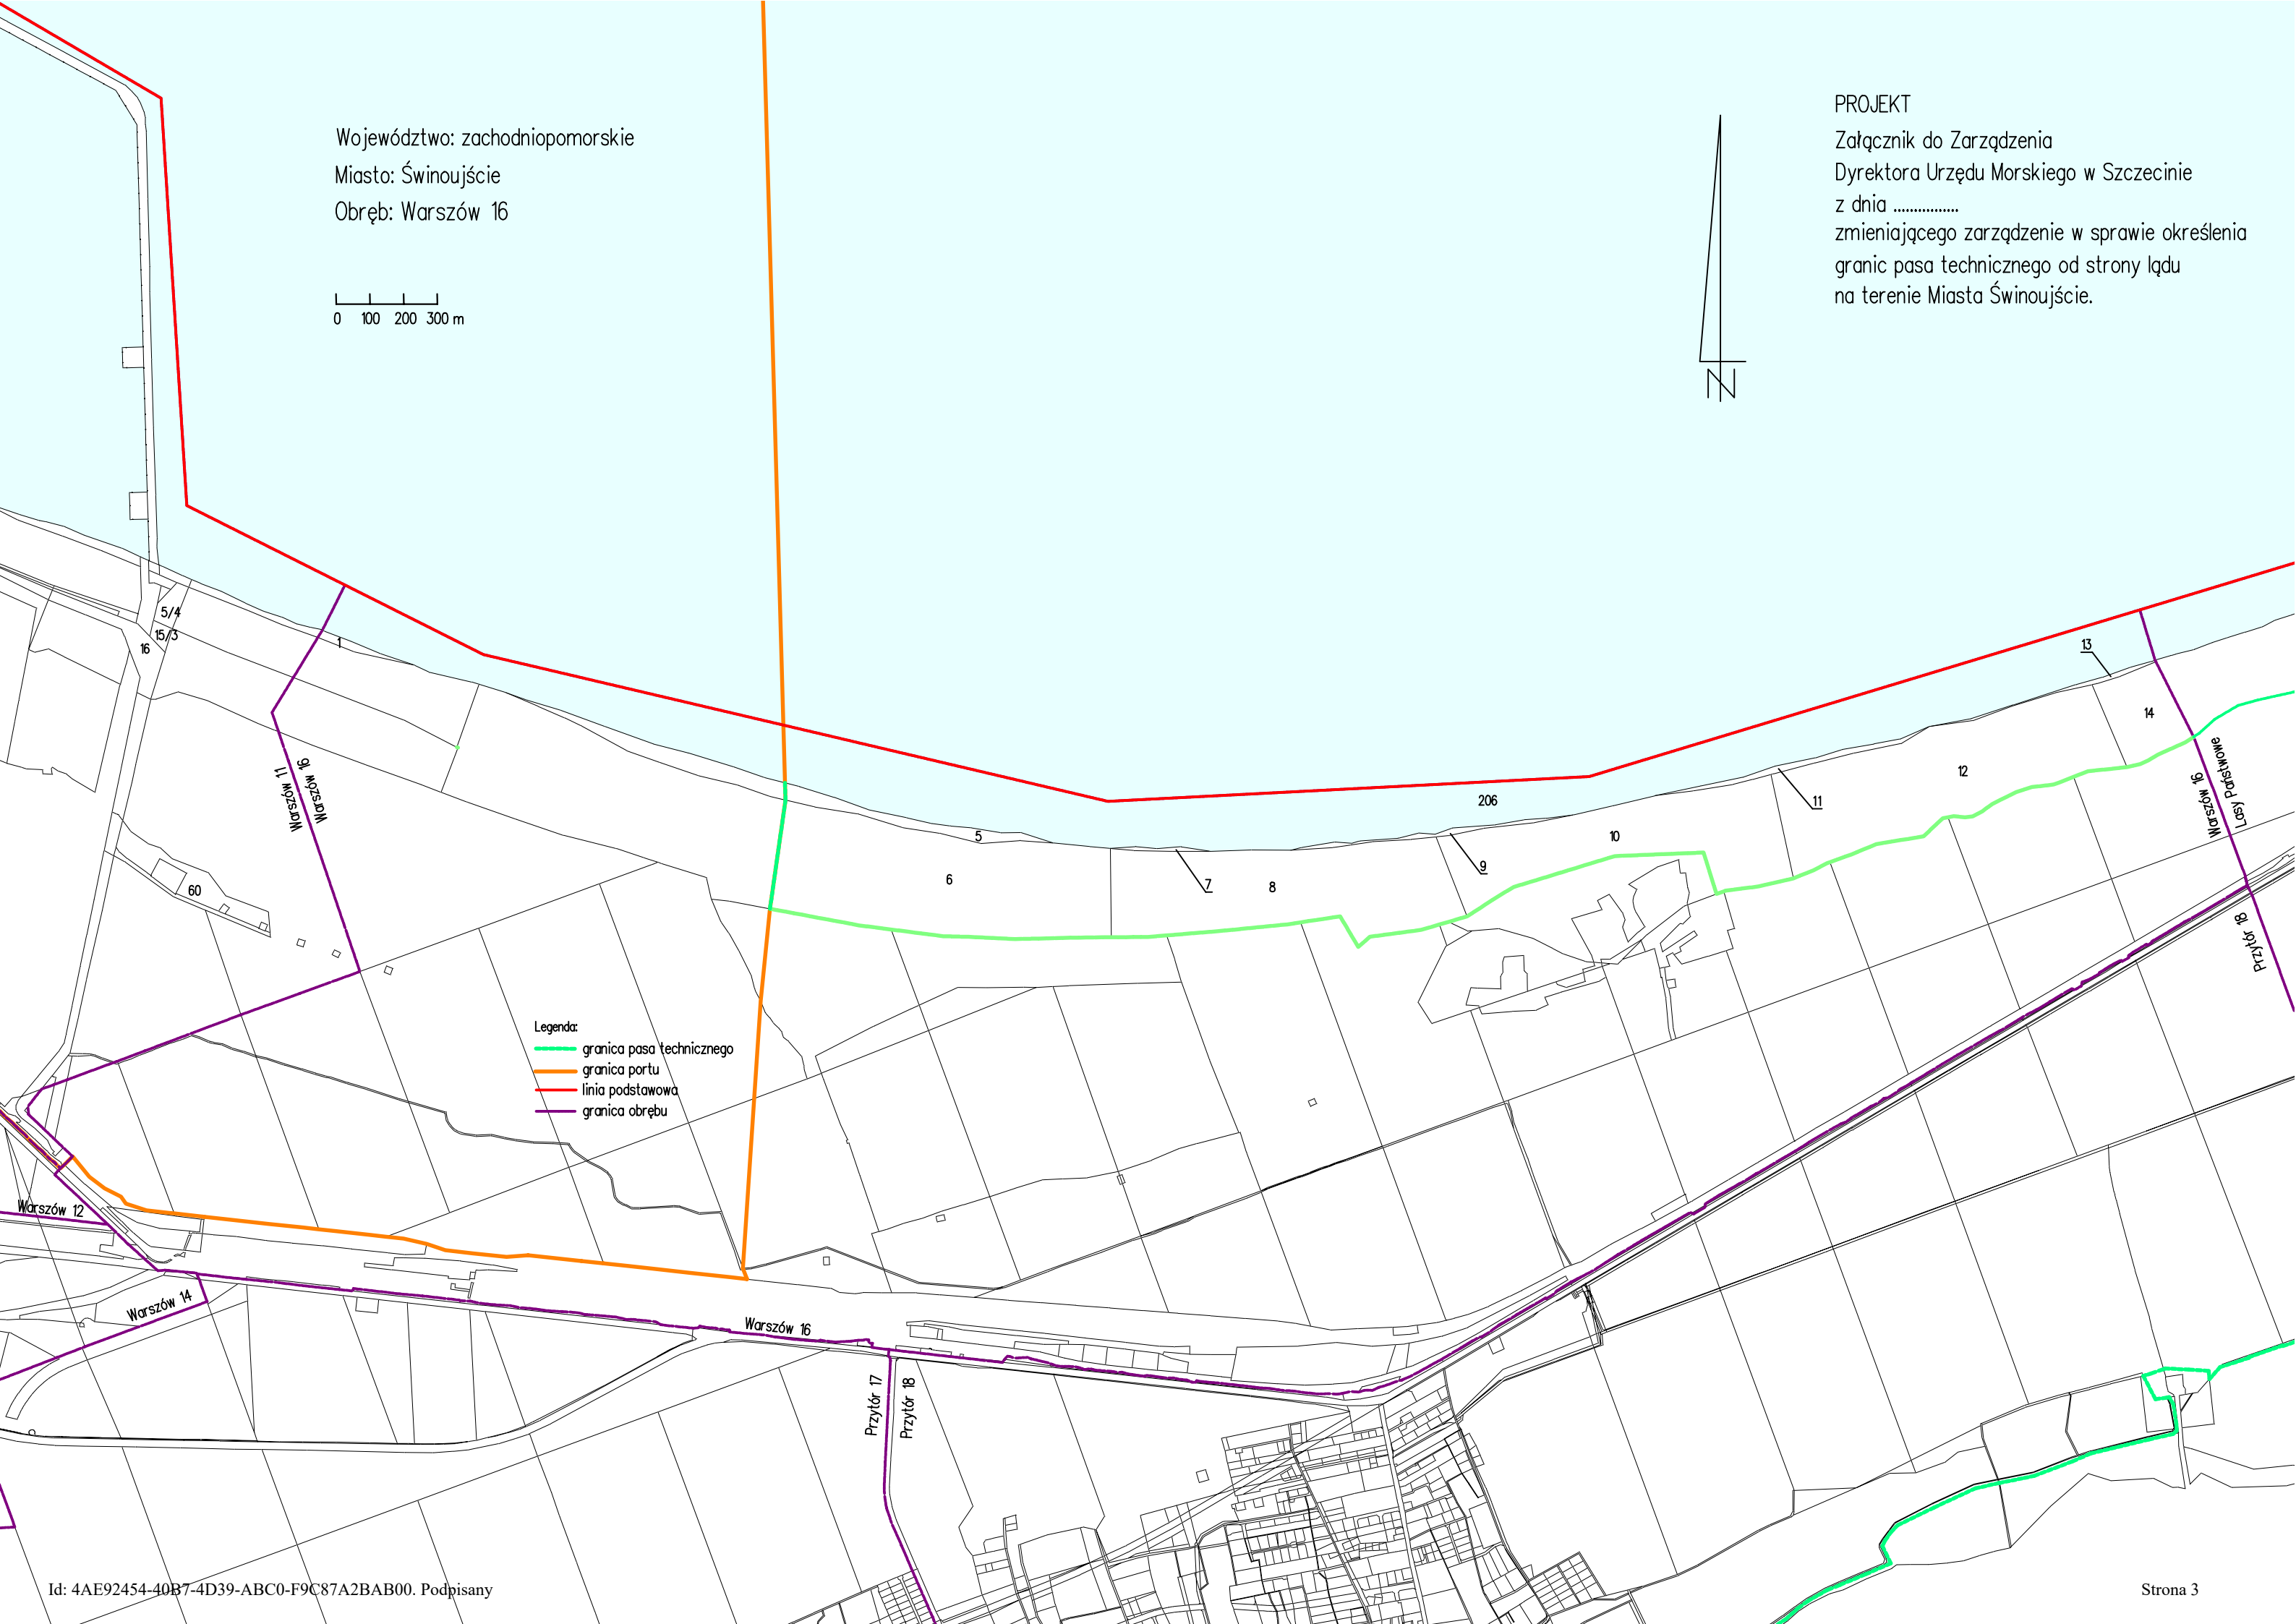 Województwo: zachodniopomorskie
Miasto: Świnoujście
Obręb: Warszów 16
0 100 200 300 m
PROJEKT
Załącznik do Zarządzenia
Dyrektora Urzędu Morskiego w Szczecinie
z dnia ................
zmieniającego zarządzenie w sprawie określenia
granic pasa technicznego od strony lądu
na terenie Miasta Świnoujście.
N
5/4
15/3
16
1
13
14
Warszów 11
Warszów 16
12
11
206
10
5
9
6
7
8
60
Warszów 16
Lasy Państwowe
Przytór 18
Legenda:
granica pasa technicznego
granica portu
linia podstawowa
granica obrębu
Warszów 12
Warszów 14
Warszów 16
Przytór 17
Przytór 18
Id: 4AE92454-40B7-4D39-ABC0-F9C87A2BAB00. Podpisany
Strona 3